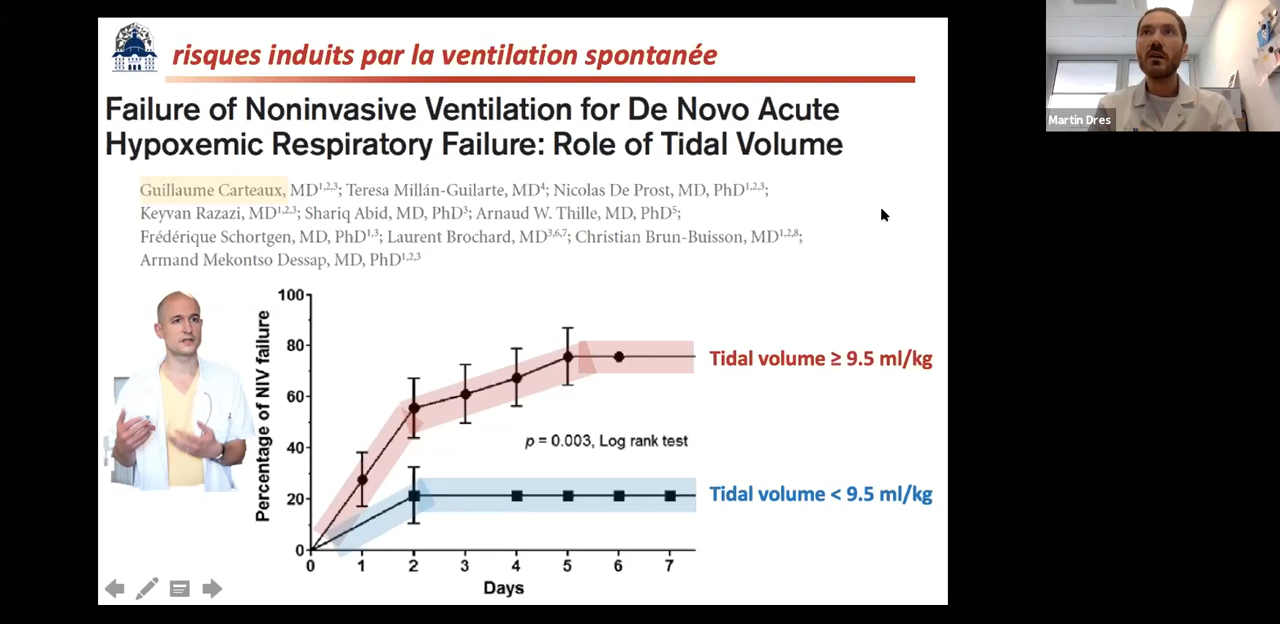 risques induits par la ventilation spontanée
Failure of Noninvasive Ventilation for De Novo Acute
Hypoxemic Respiratory Failure: Role of Tidal Volume
Guillaume Carteaux, MD1,2,3; Teresa Millán-Guilarte, MD4; Nicolas De Prost, MD, PhD1,2,3;
Keyvan Razazi, MD1,2,3; Shariq Abid, MD, PhD3; Arnaud W. Thille, MD, PhD5;
Frédérique Schortgen, MD, PhD1,3; Laurent Brochard, MD3,6,7; Christian Brun-Buisson, MD1,2,8;
Armand Mekontso Dessap, MD, PhD1,2,3
Martin Dres
Percentage of NIV failure
100
80
60
40
20
0
Tidal volume ≥ 9.5 ml/kg
p = 0.003, Log rank test
Tidal volume < 9.5 ml/kg
0 1 2 3 4 5 6 7
Days